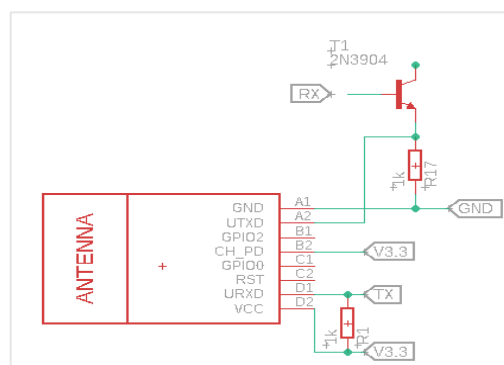 T1
2N3904
RX
1k
R17
GND
A1
UTXD
A2
GND
GPIO2
B1
CH_PD
B2
V3.3
GPIO0
C1
RST
C2
URXD
D1
TX
VCC
D2
1k
R1
V3.3
ANTENNA